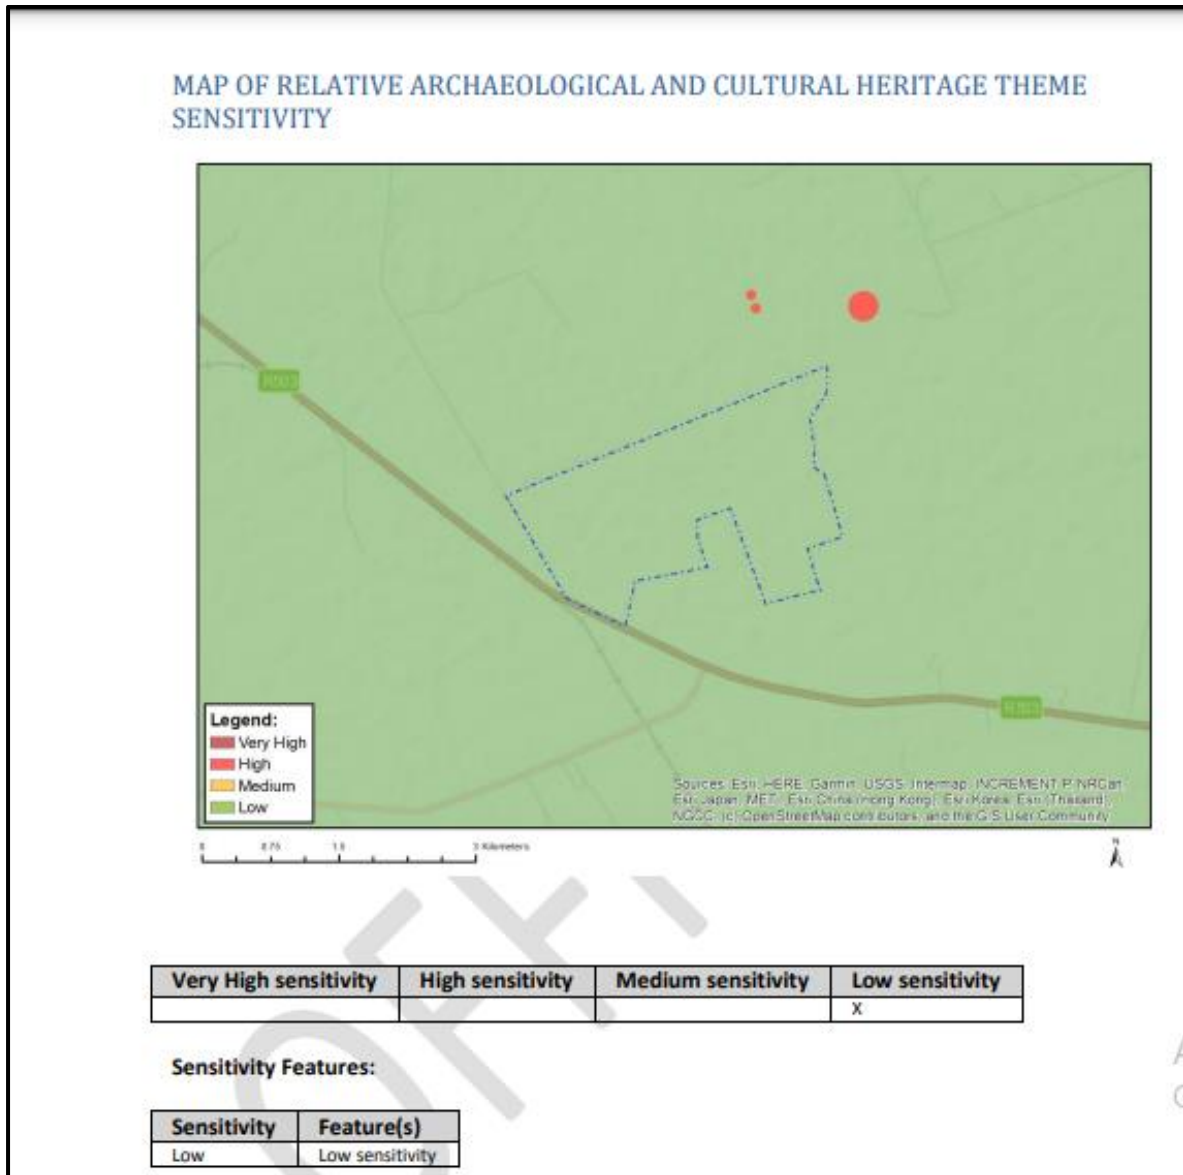 MAP OF RELATIVE ARCHAEOLOGICAL AND CULTURAL HERITAGE THEME
SENSITIVITY
Legend:
Very High
High
Medium
Low
Sources: Esri, HERE, Garmin, USGS, Intermap, INCREMENT P, NRCan,
Esri Japan, METI, Esri China (Hong Kong), Esri Korea, Esri (Thailand),
NGCC, (c) OpenStreetMap contributors, and the GIS User Community
0 0.75 1.5 3 Kilometers
N
Very High sensitivity High sensitivity Medium sensitivity Low sensitivity
X
Sensitivity Features:
Sensitivity Feature(s)
Low Low sensitivity